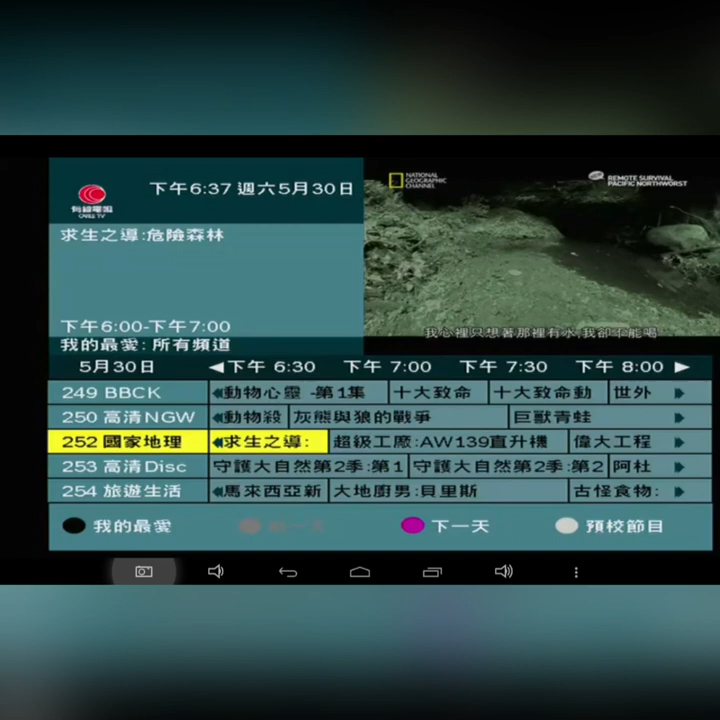 下午6:37 週六5月30日
有線電視
CABLE TV
NATIONAL
GEOGRAPHIC
CHANNEL
REMOTE SURVIVAL
PACIFIC NORTHWORST
求生之導:危險森林
我心裡只想著那裡有水,我卻不能喝
下午6:00-下午7:00
我的最愛: 所有頻道
5月30日 下午 6:30 下午 7:00 下午 7:30 下午 8:00
249 BBCK 動物心靈 -第1集 十大致命 十大致命動 世外
250 高清NGW 動物殺 灰熊與狼的戰爭 巨獸青蛙
252 國家地理 求生之導: 超級工廠:AW139直升機 偉大工程
253 高清Disc 守護大自然第2季:第1 守護大自然第2季:第2 阿杜
254 旅遊生活 馬來西亞新 大地廚男:貝里斯 古怪食物:
我的最愛 前一天 下一天 預校節目